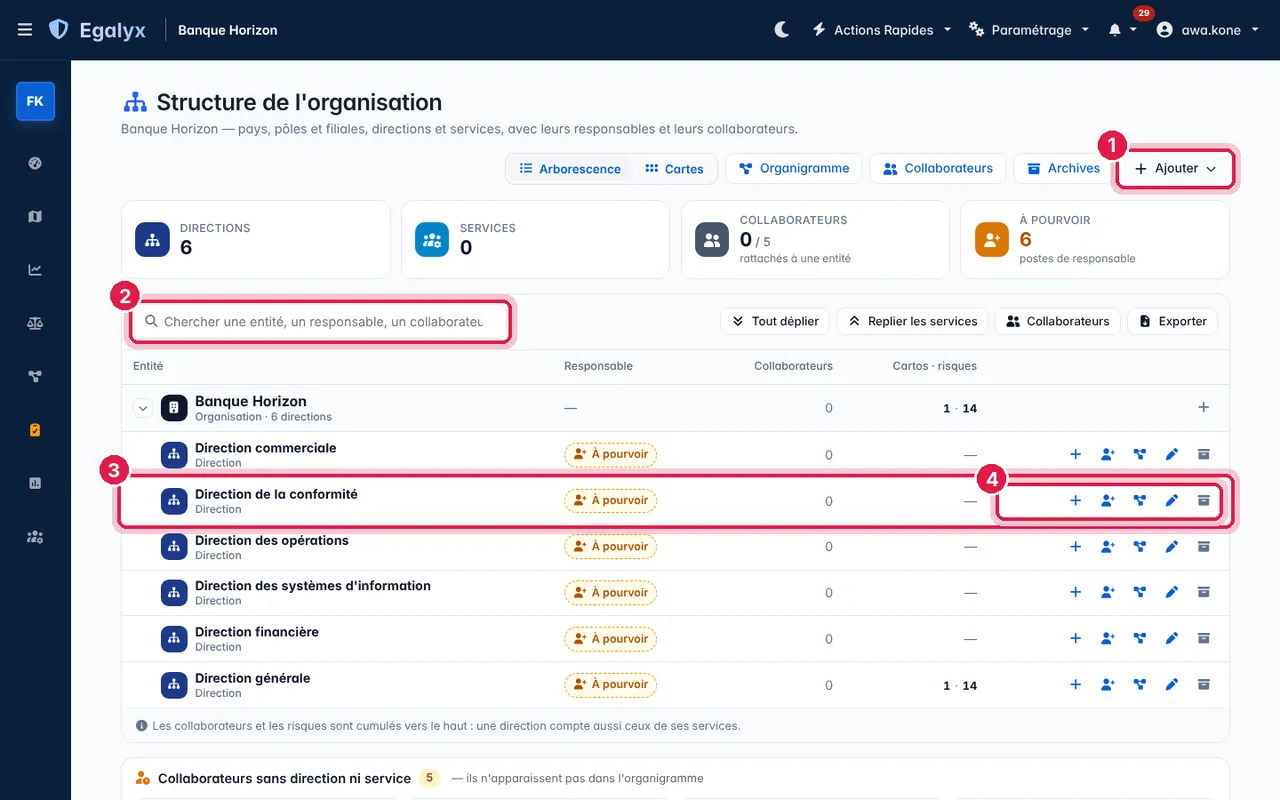 Egalyx
Banque Horizon
Actions Rapides
Paramétrage
29
awa.kone
FK
Structure de l'organisation
Banque Horizon — pays, pôles et filiales, directions et services, avec leurs responsables et leurs collaborateurs.
Arborescence
Cartes
Organigramme
Collaborateurs
Archives
1
Ajouter
DIRECTIONS
6
SERVICES
0
COLLABORATEURS
0 / 5
rattachés à une entité
À POURVOIR
6
postes de responsable
2
Chercher une entité, un responsable, un collaborateu
Tout déplier
Replier les services
Collaborateurs
Exporter
Entité Responsable Collaborateurs Cartos · risques
Banque Horizon — 0 1 · 14
Organisation · 6 directions
Direction commerciale À pourvoir 0 —
Direction
3
4
Direction de la conformité À pourvoir 0 —
Direction
Direction des opérations À pourvoir 0 —
Direction
Direction des systèmes d'information À pourvoir 0 —
Direction
Direction financière À pourvoir 0 —
Direction
Direction générale À pourvoir 0 1 · 14
Direction
Les collaborateurs et les risques sont cumulés vers le haut : une direction compte aussi ceux de ses services.
Collaborateurs sans direction ni service 5 — ils n'apparaissent pas dans l'organigramme